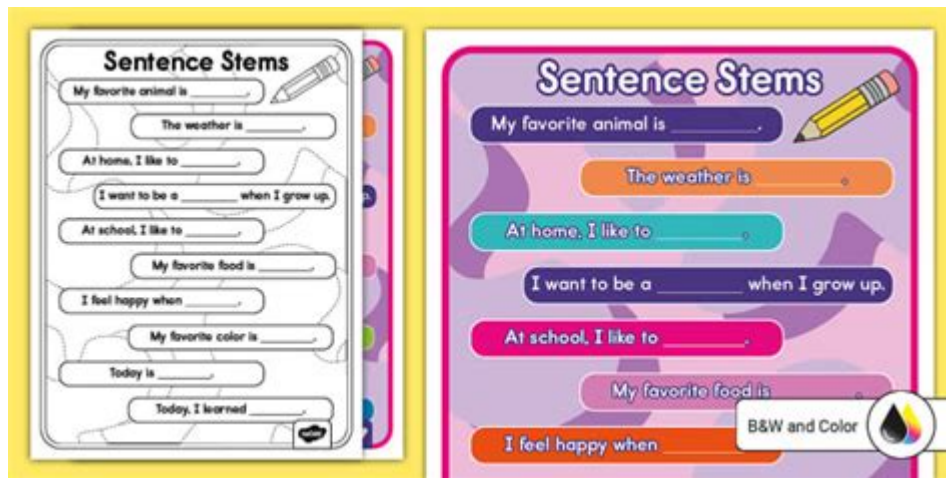 Sentence Stems
My favorite animal is ________.
The weather is ________.
At home, I like to ________.
I want to be a ________ when I grow up.
At school, I like to ________.
My favorite food is ________.
I feel happy when ________.
My favorite color is ________.
Today is ________.
Today, I learned ________.
Sentence Stems
My favorite animal is ________.
The weather is ________.
At home, I like to ________.
I want to be a ________ when I grow up.
At school, I like to ________.
My favorite food is ________.
I feel happy when ________
B&W and Color